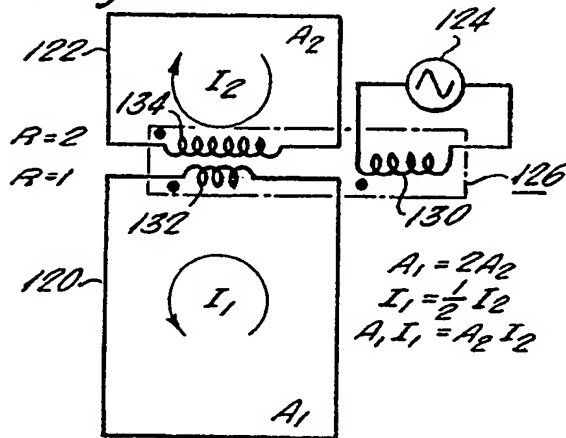 122
A₂
124
I₂
134
R=2
R=1
132
130
126
120
I₁
A₁ = 2A₂
I₁ = ½ I₂
A₁ I₁ = A₂ I₂
A₁